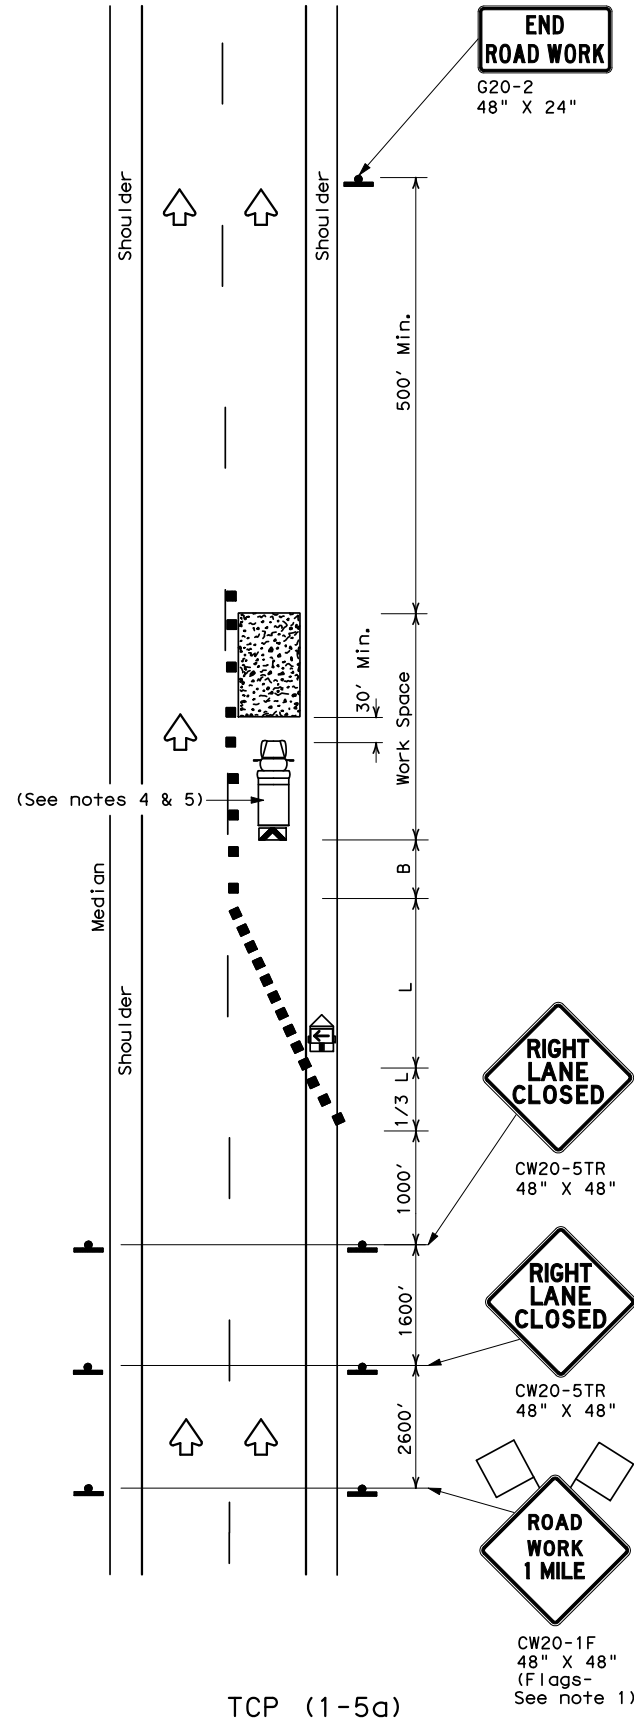 END
ROAD WORK
G20-2
48" X 24"
Shoulder
Shoulder
500' Min.
30' Min.
Work Space
(See notes 4 & 5)
B
Median
L
Shoulder
RIGHT
LANE
CLOSED
1/3 L
CW20-5TR
48" X 48"
1000'
RIGHT
LANE
CLOSED
1600'
CW20-5TR
48" X 48"
2600'
ROAD
WORK
1 MILE
CW20-1F
48" X 48"
(Flags-
See note 1)
TCP (1-5a)